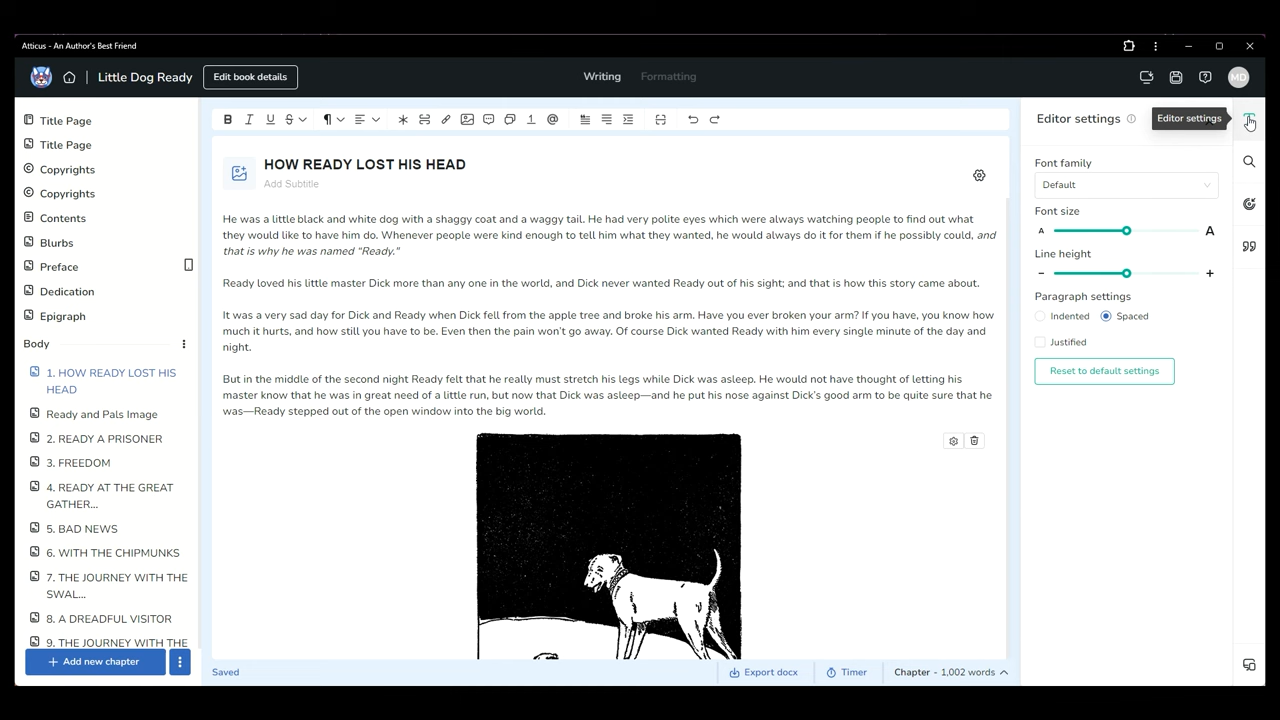 Atticus - An Author's Best Friend
Little Dog Ready
Edit book details
Writing
Formatting
MD
Title Page
Title Page
Copyrights
Copyrights
Contents
Blurbs
Preface
Dedication
Epigraph
Body
1. HOW READY LOST HIS
HEAD
Ready and Pals Image
2. READY A PRISONER
3. FREEDOM
4. READY AT THE GREAT
GATHER...
5. BAD NEWS
6. WITH THE CHIPMUNKS
7. THE JOURNEY WITH THE
SWAL...
8. A DREADFUL VISITOR
9. THE JOURNEY WITH THE
+ Add new chapter
B I U S
HOW READY LOST HIS HEAD
Add Subtitle
He was a little black and white dog with a shaggy coat and a waggy tail. He had very polite eyes which were always watching people to find out what
they would like to have him do. Whenever people were kind enough to tell him what they wanted, he would always do it for them if he possibly could, and
that is why he was named “Ready.”
Ready loved his little master Dick more than any one in the world, and Dick never wanted Ready out of his sight; and that is how this story came about.
It was a very sad day for Dick and Ready when Dick fell from the apple tree and broke his arm. Have you ever broken your arm? If you have, you know how
much it hurts, and how still you have to be. Even then the pain won’t go away. Of course Dick wanted Ready with him every single minute of the day and
night.
But in the middle of the second night Ready felt that he really must stretch his legs while Dick was asleep. He would not have thought of letting his
master know that he was in great need of a little run, but now that Dick was asleep—and he put his nose against Dick’s good arm to be quite sure that he
was—Ready stepped out of the open window into the big world.
Saved
Export docx
Timer
Chapter - 1,002 words
Editor settings
Editor settings
Font family
Default
Font size
A A
Line height
- +
Paragraph settings
Indented
Spaced
Justified
Reset to default settings